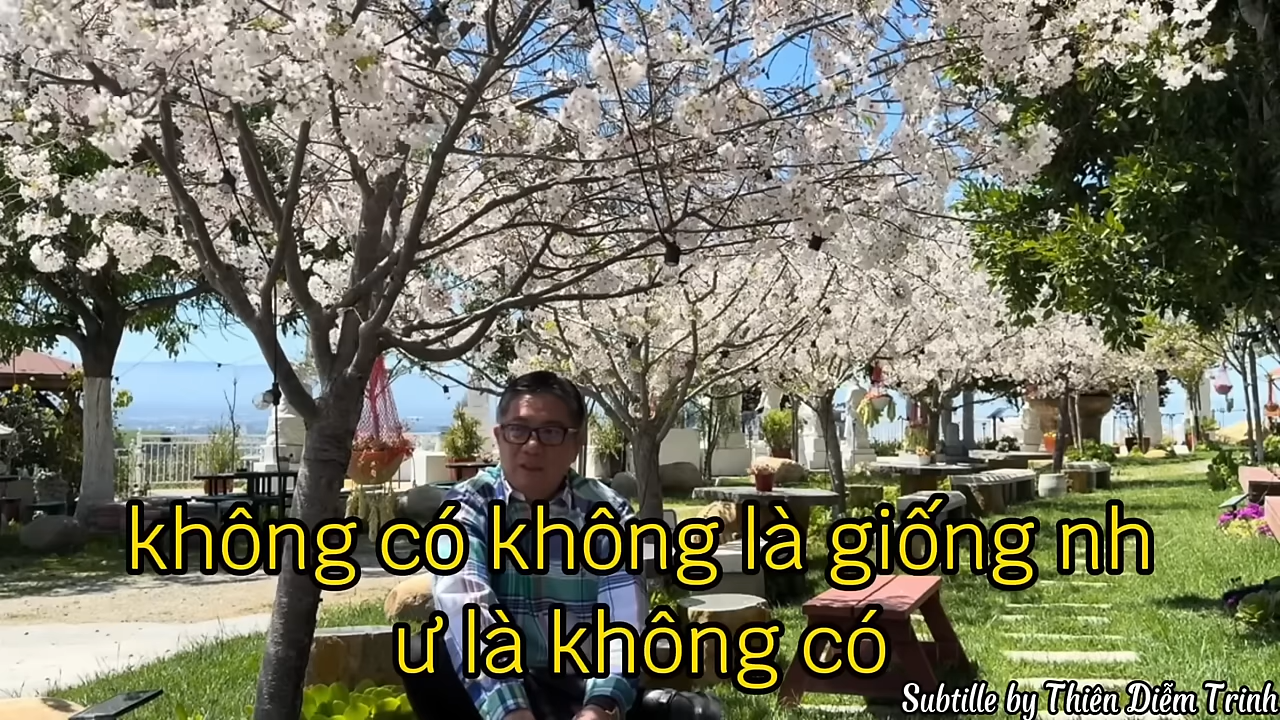 không có không là giống nh
ư là không có
Subtille by Thiên Diễm Trinh